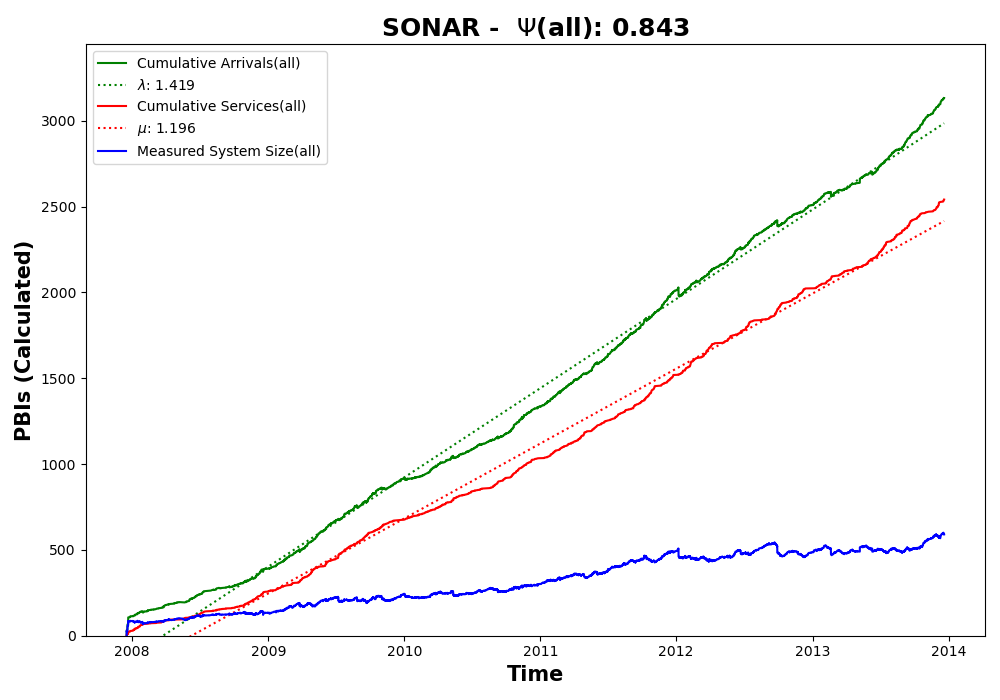 SONAR - Ψ(all): 0.843
Cumulative Arrivals(all)
λ: 1.419
Cumulative Services(all)
μ: 1.196
Measured System Size(all)
PBIs (Calculated)
3000
2500
2000
1500
1000
500
0
2008 2009 2010 2011 2012 2013 2014
Time